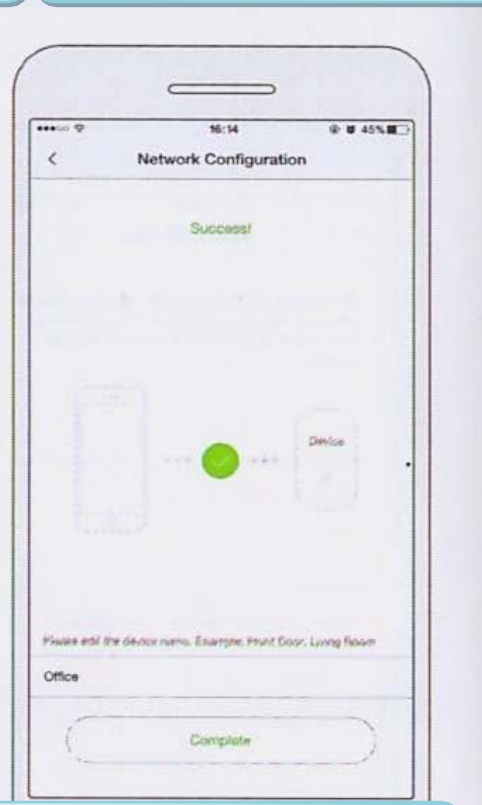 16:14
45%
Network Configuration
Success!
Device
Please edit the device name. Example: Front Door, Living Room
Office
Complete